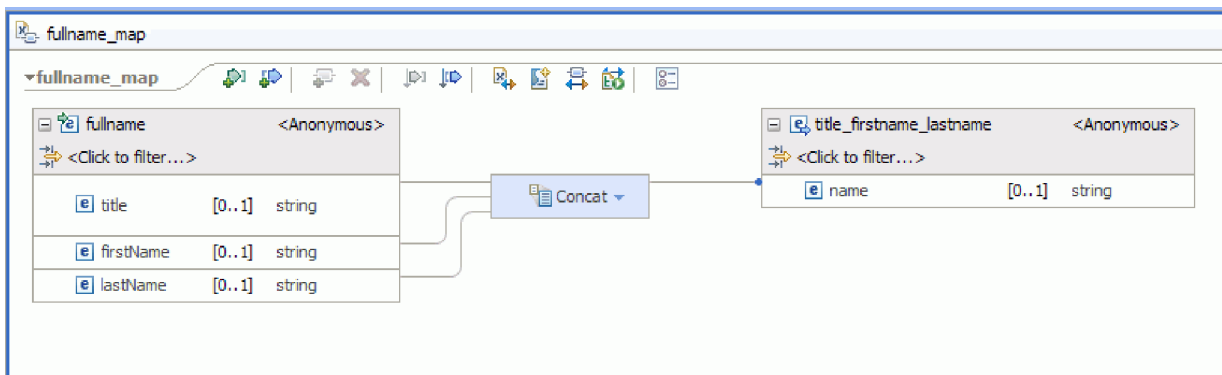 fullname_map
fullname_map
fullname <Anonymous>
<Click to filter...>
title [0..1] string
firstName [0..1] string
lastName [0..1] string
Concat
title_firstname_lastname <Anonymous>
<Click to filter...>
name [0..1] string